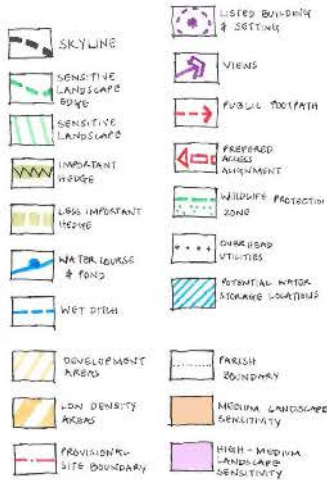 SKYLINE
SENSITIVE
LANDSCAPE
EDGE
SENSITIVE
LANDSCAPE
IMPORTANT
HEDGE
LESS IMPORTANT
HEDGE
WATER COURSE
& POND
WET DITCH
DEVELOPMENT
AREAS
LOW DENSITY
AREAS
PROVISIONAL
SITE BOUNDARY
LISTED BUILDING
& SETTING
VIEWS
PUBLIC FOOTPATH
PREFERED
ACCESS
ALIGNMENT
WILDLIFE PROTECTION
ZONE
OVERHEAD
UTILITIES
POTENTIAL WATER
STORAGE LOCATIONS
PARISH
BOUNDARY
MEDIUM LANDSCAPE
SENSITIVITY
HIGH-MEDIUM
LANDSCAPE
SENSITIVITY